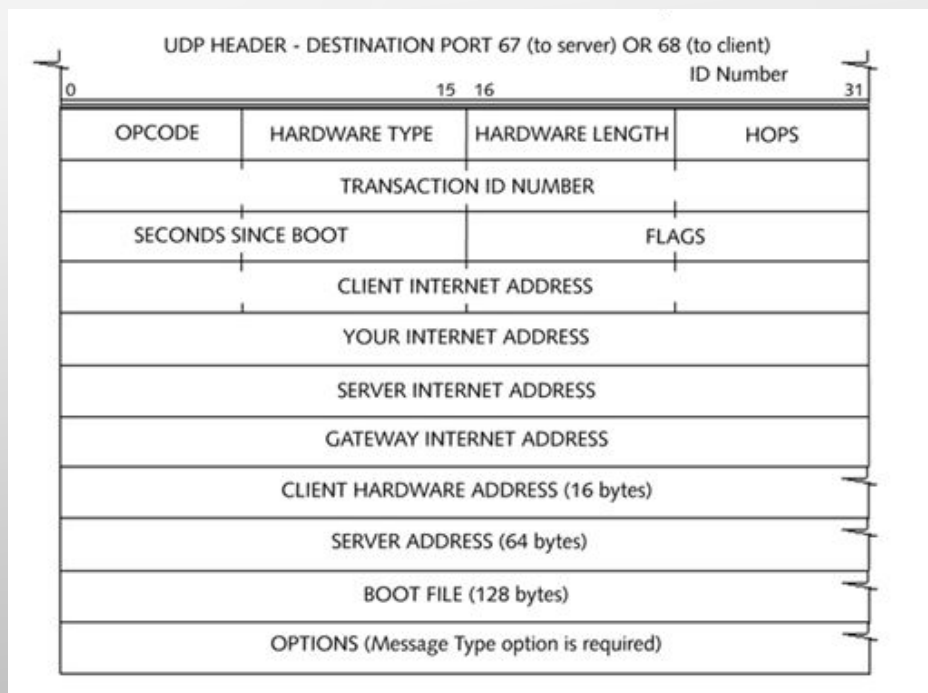 UDP HEADER - DESTINATION PORT 67 (to server) OR 68 (to client)
ID Number
0 15 16 31
OPCODE HARDWARE TYPE HARDWARE LENGTH HOPS
TRANSACTION ID NUMBER
SECONDS SINCE BOOT FLAGS
CLIENT INTERNET ADDRESS
YOUR INTERNET ADDRESS
SERVER INTERNET ADDRESS
GATEWAY INTERNET ADDRESS
CLIENT HARDWARE ADDRESS (16 bytes)
SERVER ADDRESS (64 bytes)
BOOT FILE (128 bytes)
OPTIONS (Message Type option is required)